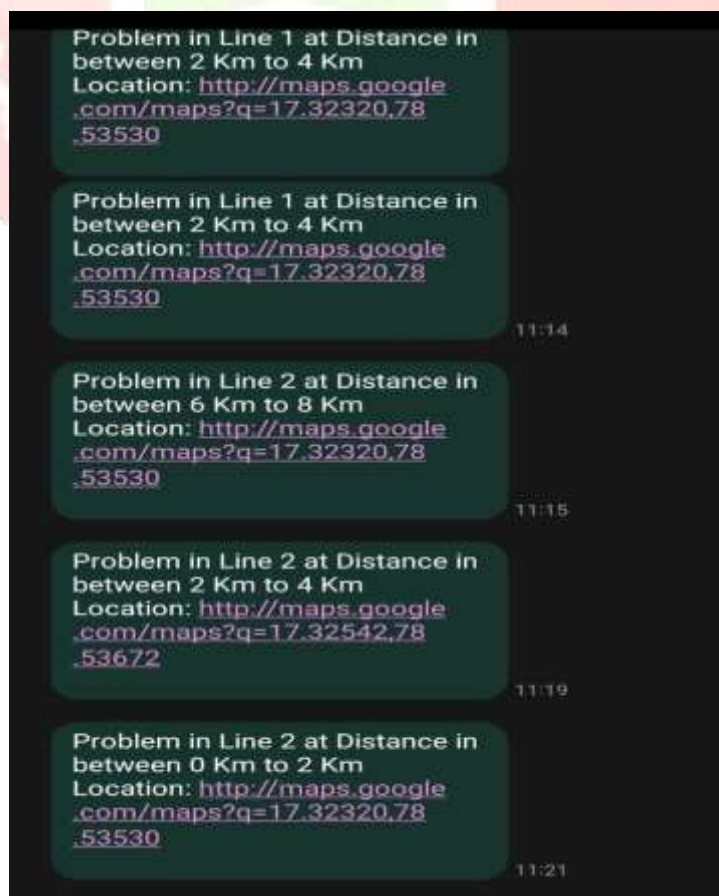 Problem in Line 1 at Distance in
between 2 Km to 4 Km
Location: http://maps.google
.com/maps?q=17.32320,78
.53530
Problem in Line 1 at Distance in
between 2 Km to 4 Km
Location: http://maps.google
.com/maps?q=17.32320,78
.53530
11:14
Problem in Line 2 at Distance in
between 6 Km to 8 Km
Location: http://maps.google
.com/maps?q=17.32320,78
.53530
11:15
Problem in Line 2 at Distance in
between 2 Km to 4 Km
Location: http://maps.google
.com/maps?q=17.32542,78
.53672
11:19
Problem in Line 2 at Distance in
between 0 Km to 2 Km
Location: http://maps.google
.com/maps?q=17.32320,78
.53530
11:21